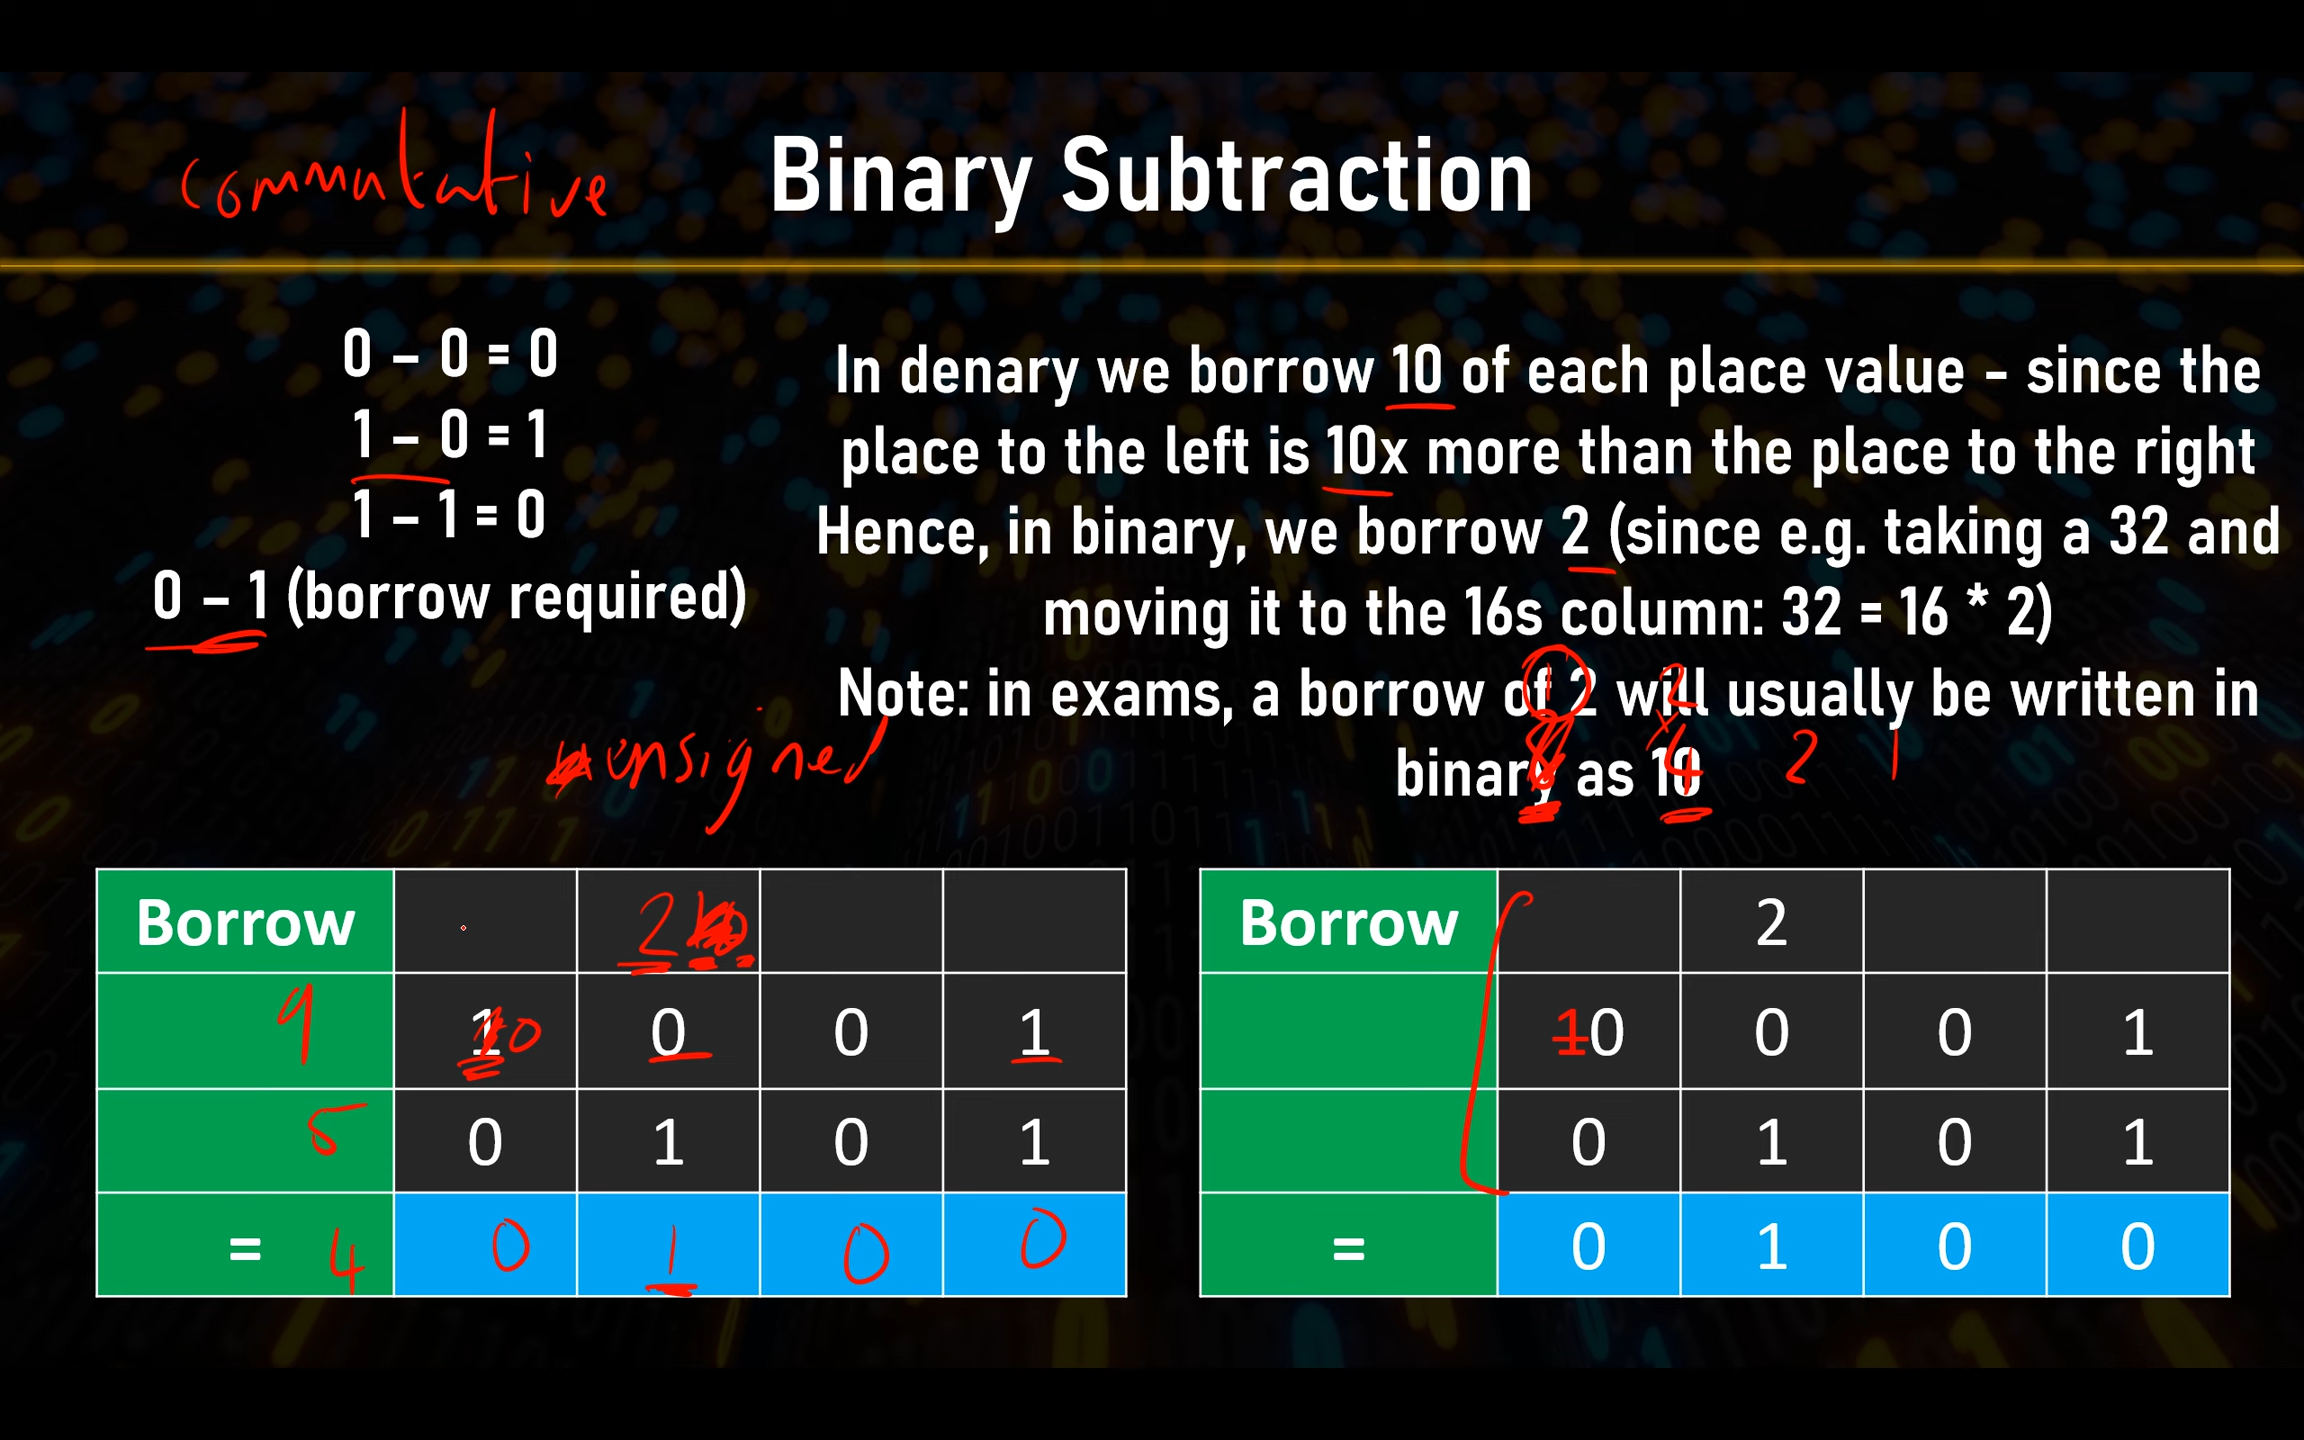 commutative
Binary Subtraction
0 – 0 = 0
1 – 0 = 1
1 – 1 = 0
0 – 1 (borrow required)
In denary we borrow 10 of each place value – since the
place to the left is 10x more than the place to the right
Hence, in binary, we borrow 2 (since e.g. taking a 32 and
moving it to the 16s column: 32 = 16 * 2)
Note: in exams, a borrow of 2 will usually be written in
binary as 10
1 2
8 x4 2 1
unsigned
Borrow 2
9 1 0 0 0 1
5 0 1 0 1
= 4 0 1 0 0
Borrow 2
10 0 0 1
0 1 0 1
= 0 1 0 0